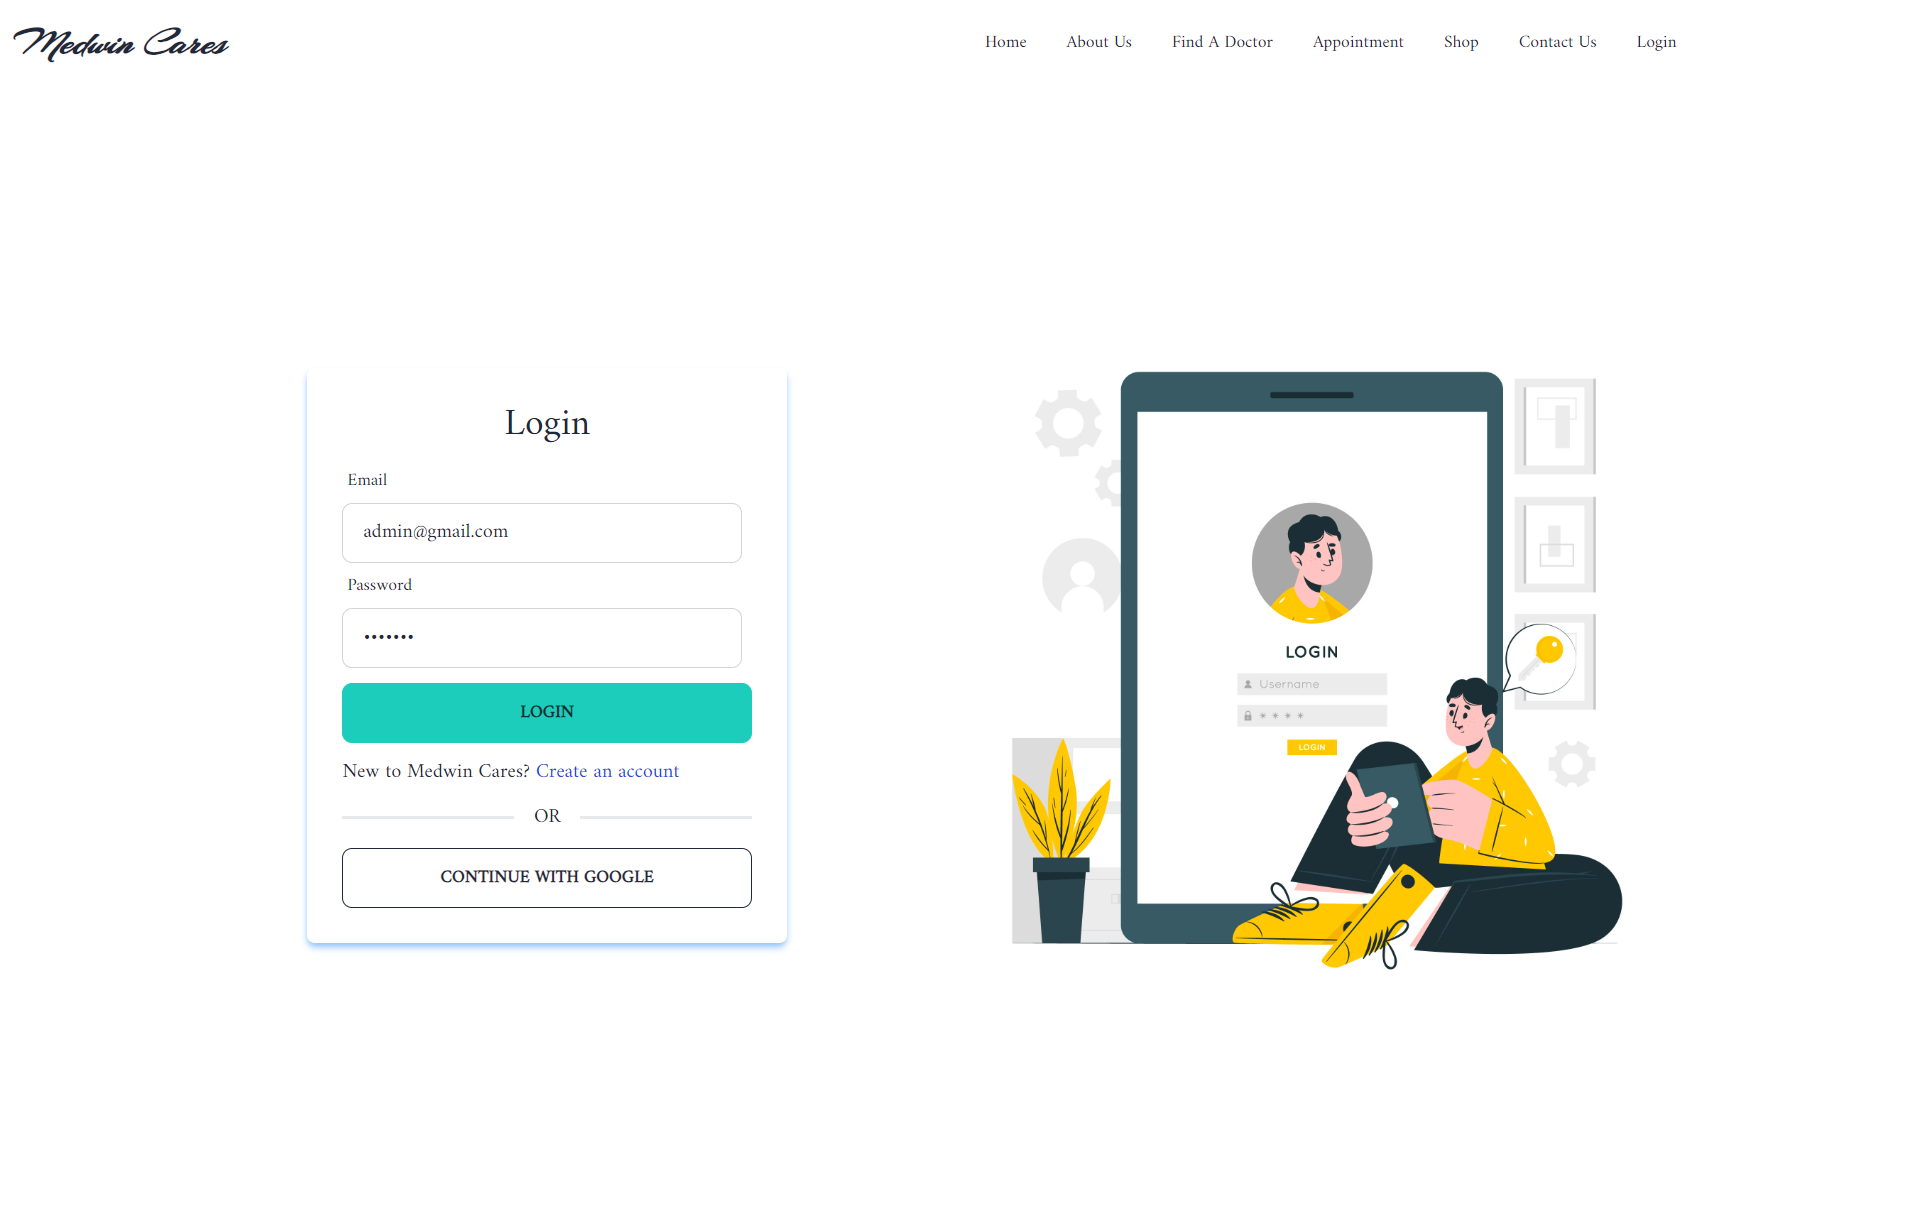 Medwin Cares
Home About Us Find A Doctor Appointment Shop Contact Us Login
Login
Email
admin@gmail.com
Password
•••••••
LOGIN
New to Medwin Cares? Create an account
OR
CONTINUE WITH GOOGLE
LOGIN
Username
* * * *
LOGIN